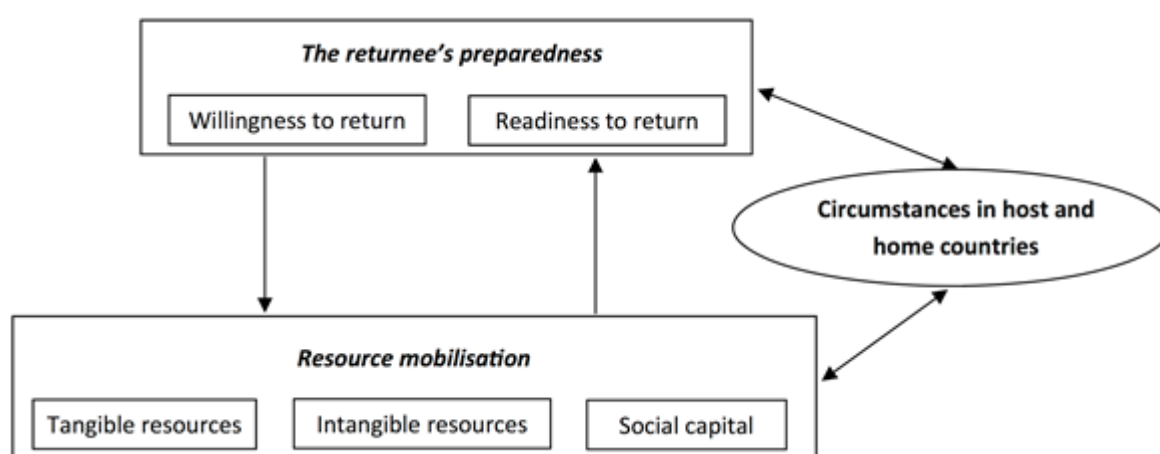 The returnee’s preparedness
Willingness to return
Readiness to return
Circumstances in host and
home countries
Resource mobilisation
Tangible resources
Intangible resources
Social capital